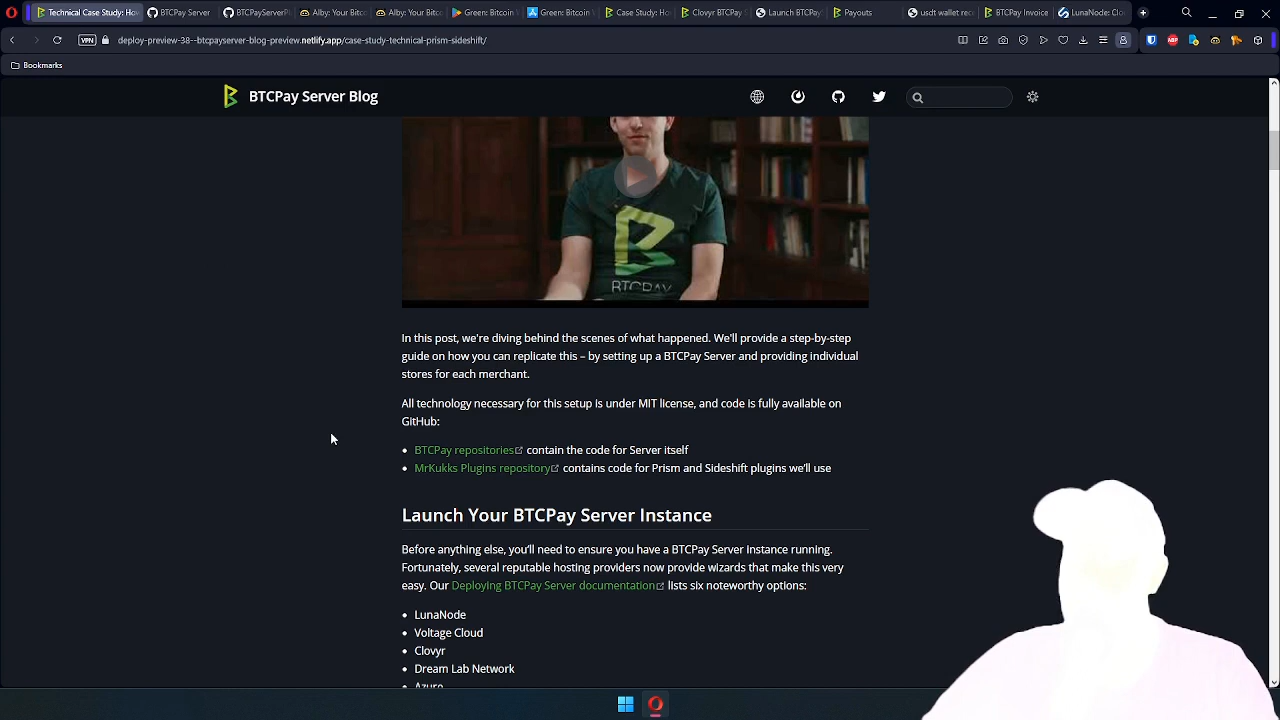 Technical Case Study: Ho
BTCPay Server
BTCPayServerPl
Alby: Your Bitc
Alby: Your Bitc
Green: Bitcoin
Green: Bitcoin
Case Study: Ho
Clovyr BTCPay
Launch BTCPay
Payouts
usdt wallet rec
BTCPay Invoice
LunaNode: Clo
VPN
deploy-preview-38--btcpayserver-blog-preview.netlify.app/case-study-technical-prism-sideshift/
ABP
Bookmarks
BTCPay Server Blog
BTCPAY
In this post, we're diving behind the scenes of what happened. We'll provide a step-by-step
guide on how you can replicate this – by setting up a BTCPay Server and providing individual
stores for each merchant.
All technology necessary for this setup is under MIT license, and code is fully available on
GitHub:
BTCPay repositories contain the code for Server itself
MrKukks Plugins repository contains code for Prism and Sideshift plugins we'll use
Launch Your BTCPay Server Instance
Before anything else, you'll need to ensure you have a BTCPay Server Instance running.
Fortunately, several reputable hosting providers now provide wizards that make this very
easy. Our Deploying BTCPay Server documentation lists six noteworthy options:
LunaNode
Voltage Cloud
Clovyr
Dream Lab Network
Azure